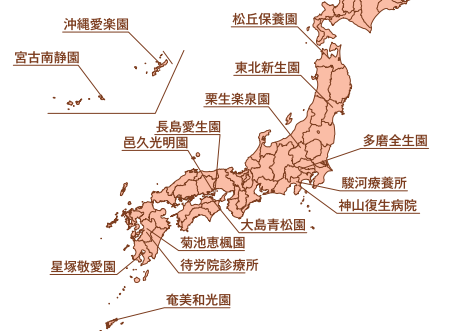 松丘保養園
沖縄愛楽園
宮古南静園
東北新生園
栗生楽泉園
長島愛生園
邑久光明園
多磨全生園
駿河療養所
神山復生病院
大島青松園
菊池恵楓園
星塚敬愛園
待労院診療所
奄美和光園